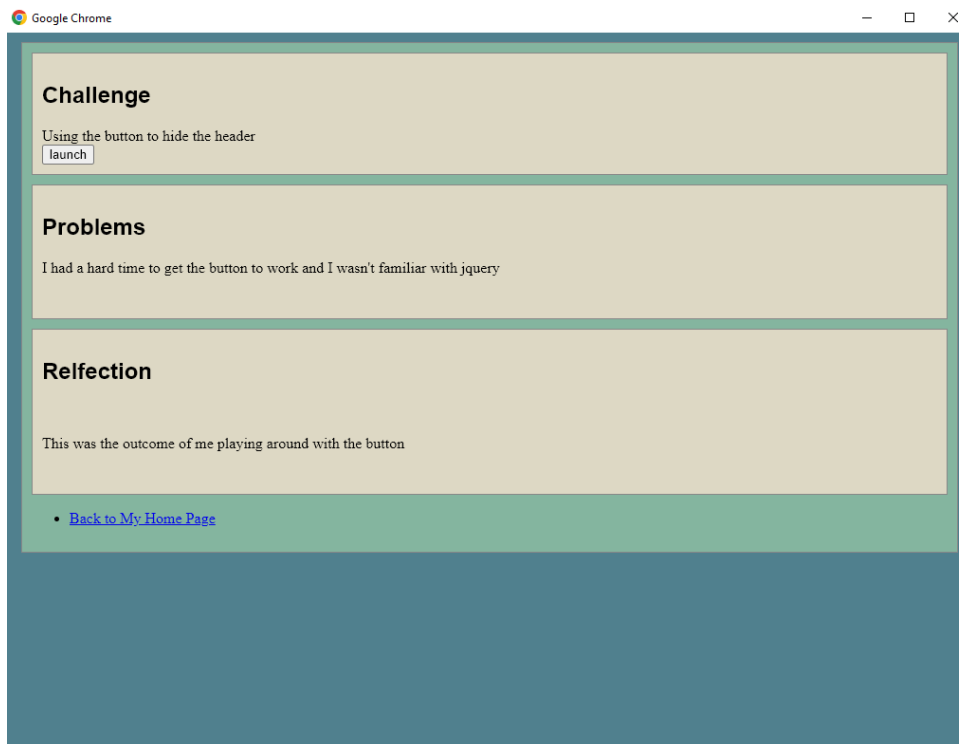 Google Chrome
Challenge
Using the button to hide the header
launch
Problems
I had a hard time to get the button to work and I wasn't familiar with jquery
Relfection
This was the outcome of me playing around with the button
Back to My Home Page